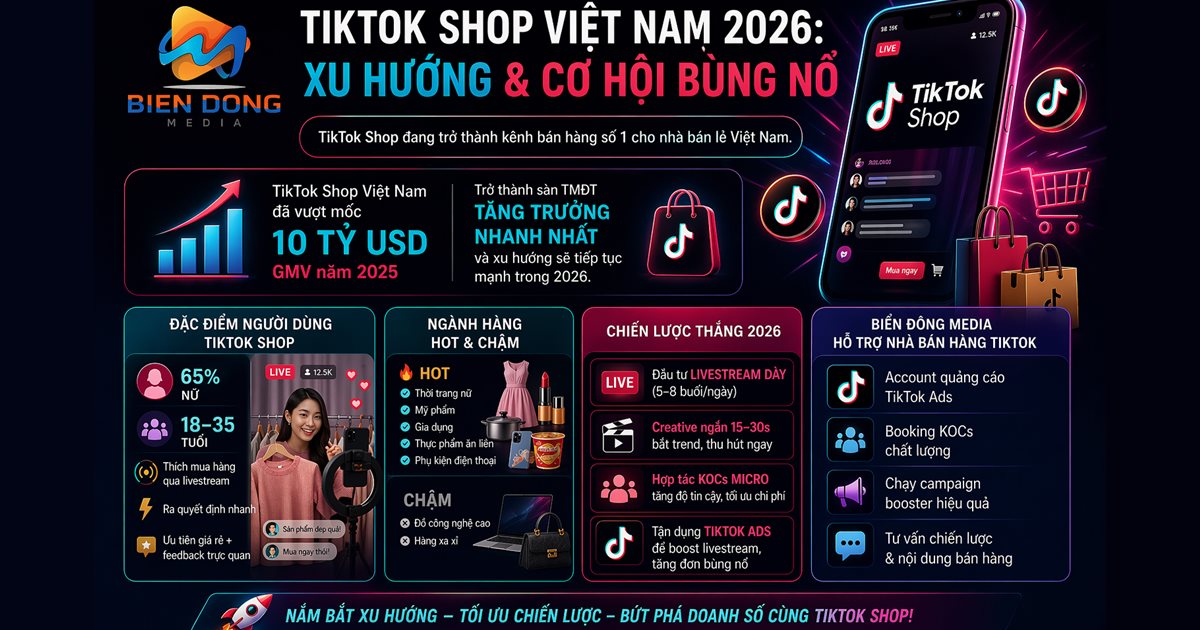 BIEN DONG
MEDIA
TIKTOK SHOP VIỆT NAM 2026:
XU HƯỚNG & CƠ HỘI BÙNG NỔ
TikTok Shop đang trở thành kênh bán hàng số 1 cho nhà bán lẻ Việt Nam.
LIVE
12.5K
TikTok
Shop
Mua ngay
TikTok Shop Việt Nam
đã vượt mốc
10 TỶ USD
GMV năm 2025
Trở thành sàn TMĐT
TĂNG TRƯỞNG
NHANH NHẤT
và xu hướng sẽ tiếp tục
mạnh trong 2026.
ĐẶC ĐIỂM NGƯỜI DÙNG
TIKTOK SHOP
65%
NỮ
18–35
TUỔI
Thích mua hàng
qua livestream
Ra quyết định nhanh
Ưu tiên giá rẻ +
feedback trực quan
LIVE
12.5K
Sản phẩm đẹp quá!
Mua ngay thôi!
NGÀNH HÀNG
HOT & CHẬM
HOT
Thời trang nữ
Mỹ phẩm
Gia dụng
Thực phẩm ăn liền
Phụ kiện điện thoại
CHẬM
Đồ công nghệ cao
Hàng xa xỉ
CHIẾN LƯỢC THẮNG 2026
LIVE
Đầu tư LIVESTREAM DÀY
(5–8 buổi/ngày)
Creative ngắn 15–30s
bắt trend, thu hút ngay
Hợp tác KOCs MICRO
tăng độ tin cậy, tối ưu chi phí
Tận dụng TIKTOK ADS
để boost livestream,
tăng đơn bùng nổ
BIỂN ĐÔNG MEDIA
HỖ TRỢ NHÀ BÁN HÀNG TIKTOK
Account quảng cáo
TikTok Ads
Booking KOCs
chất lượng
Chạy campaign
booster hiệu quả
Tư vấn chiến lược
& nội dung bán hàng
NẮM BẮT XU HƯỚNG – TỐI ƯU CHIẾN LƯỢC – BỨT PHÁ DOANH SỐ CÙNG TIKTOK SHOP!